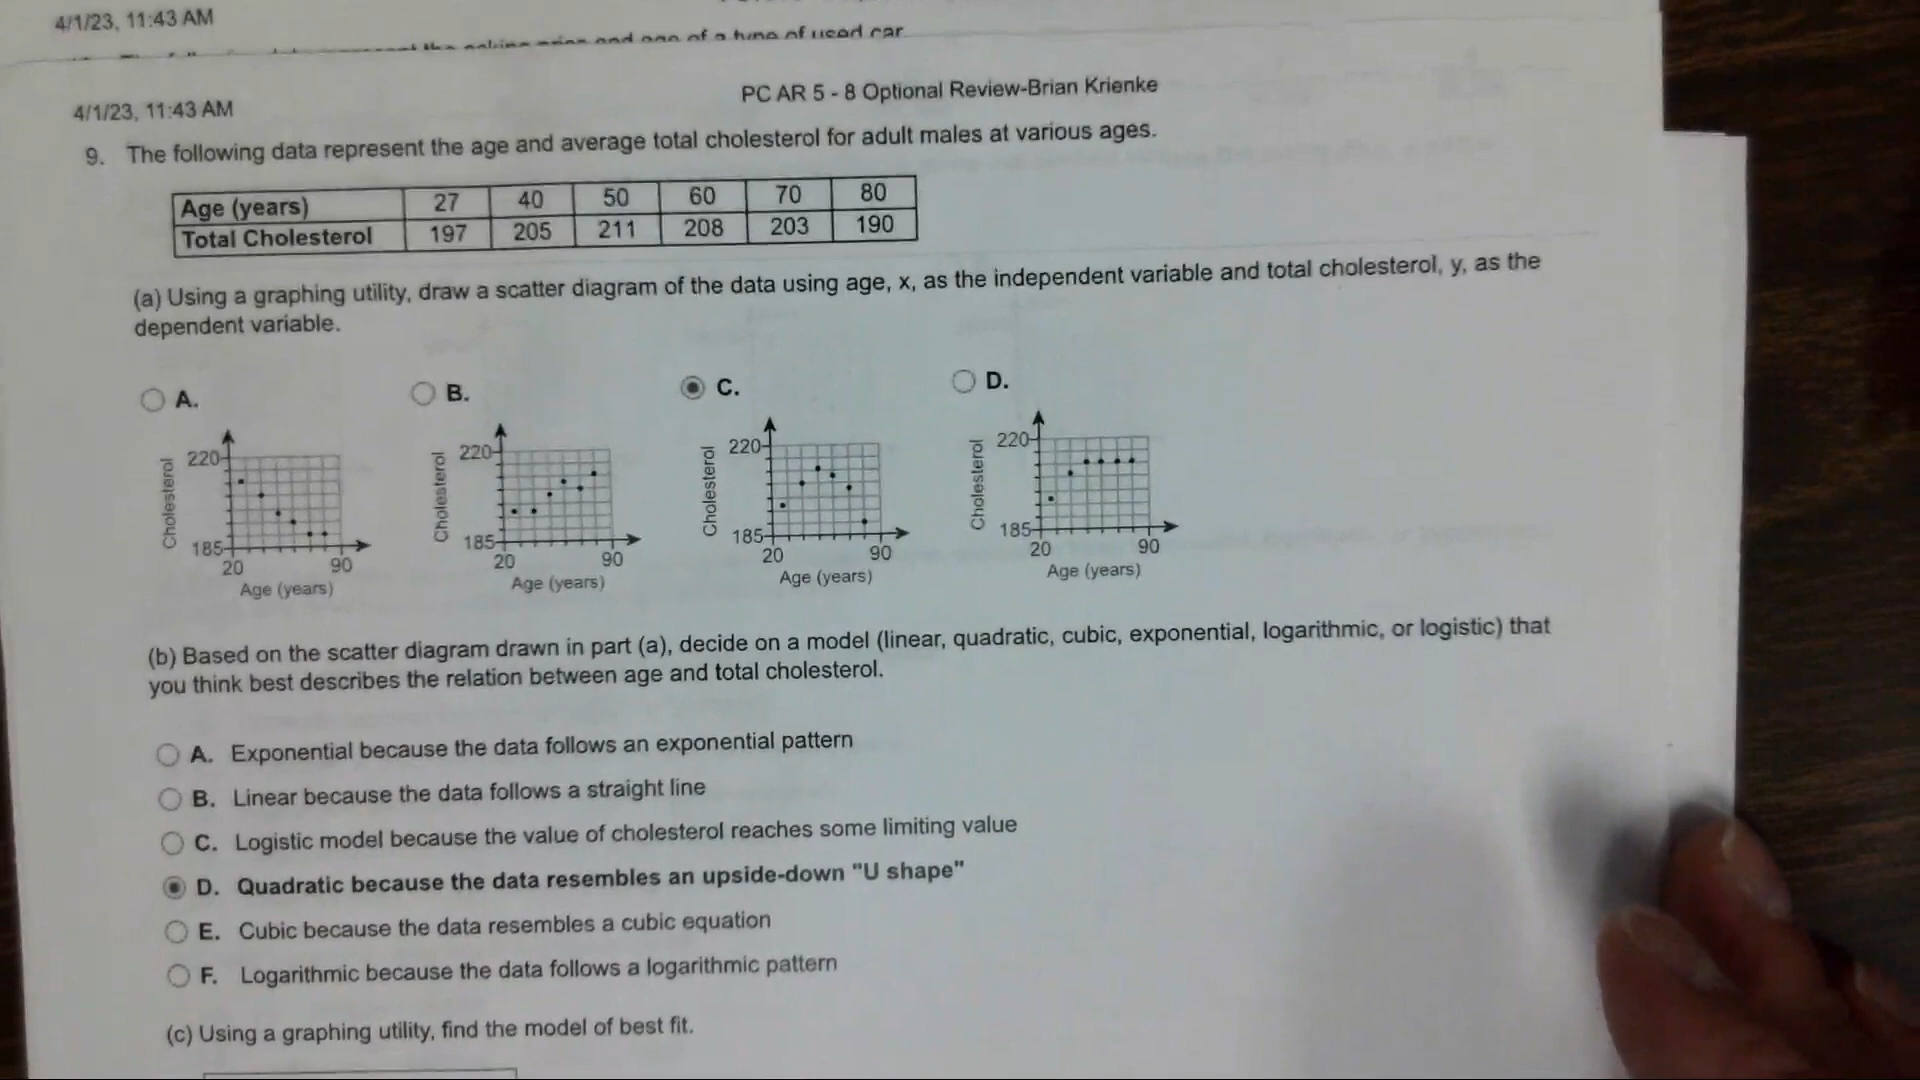 4/1/23, 11:43 AM
and age of a type of used car
4/1/23, 11:43 AM
PC AR 5 - 8 Optional Review-Brian Krienke
9. The following data represent the age and average total cholesterol for adult males at various ages.
Age (years) 27 40 50 60 70 80
Total Cholesterol 197 205 211 208 203 190
(a) Using a graphing utility, draw a scatter diagram of the data using age, x, as the independent variable and total cholesterol, y, as the
dependent variable.
A. B. C. D.
220 220 220 220
Cholesterol Cholesterol Cholesterol Cholesterol
185 185 185 185
20 90 20 90 20 90 20 90
Age (years) Age (years) Age (years) Age (years)
(b) Based on the scatter diagram drawn in part (a), decide on a model (linear, quadratic, cubic, exponential, logarithmic, or logistic) that
you think best describes the relation between age and total cholesterol.
A. Exponential because the data follows an exponential pattern
B. Linear because the data follows a straight line
C. Logistic model because the value of cholesterol reaches some limiting value
D. Quadratic because the data resembles an upside-down "U shape"
E. Cubic because the data resembles a cubic equation
F. Logarithmic because the data follows a logarithmic pattern
(c) Using a graphing utility, find the model of best fit.